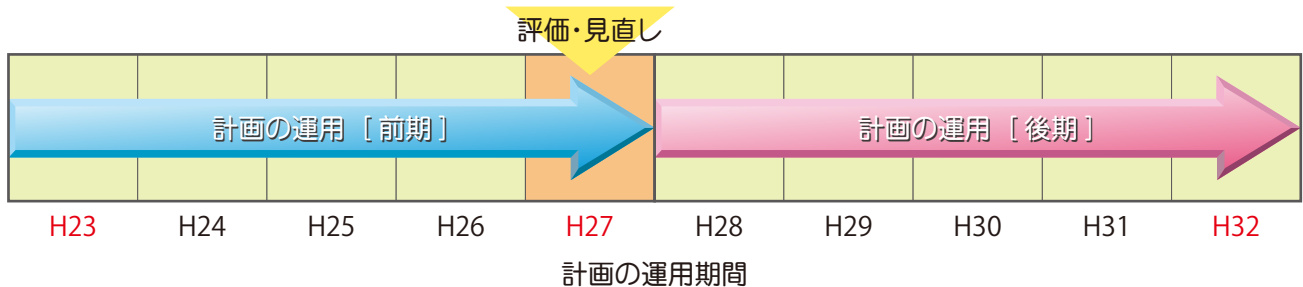 評価・見直し
計画の運用［前期］
計画の運用［後期］
H23 H24 H25 H26 H27 H28 H29 H30 H31 H32
計画の運用期間